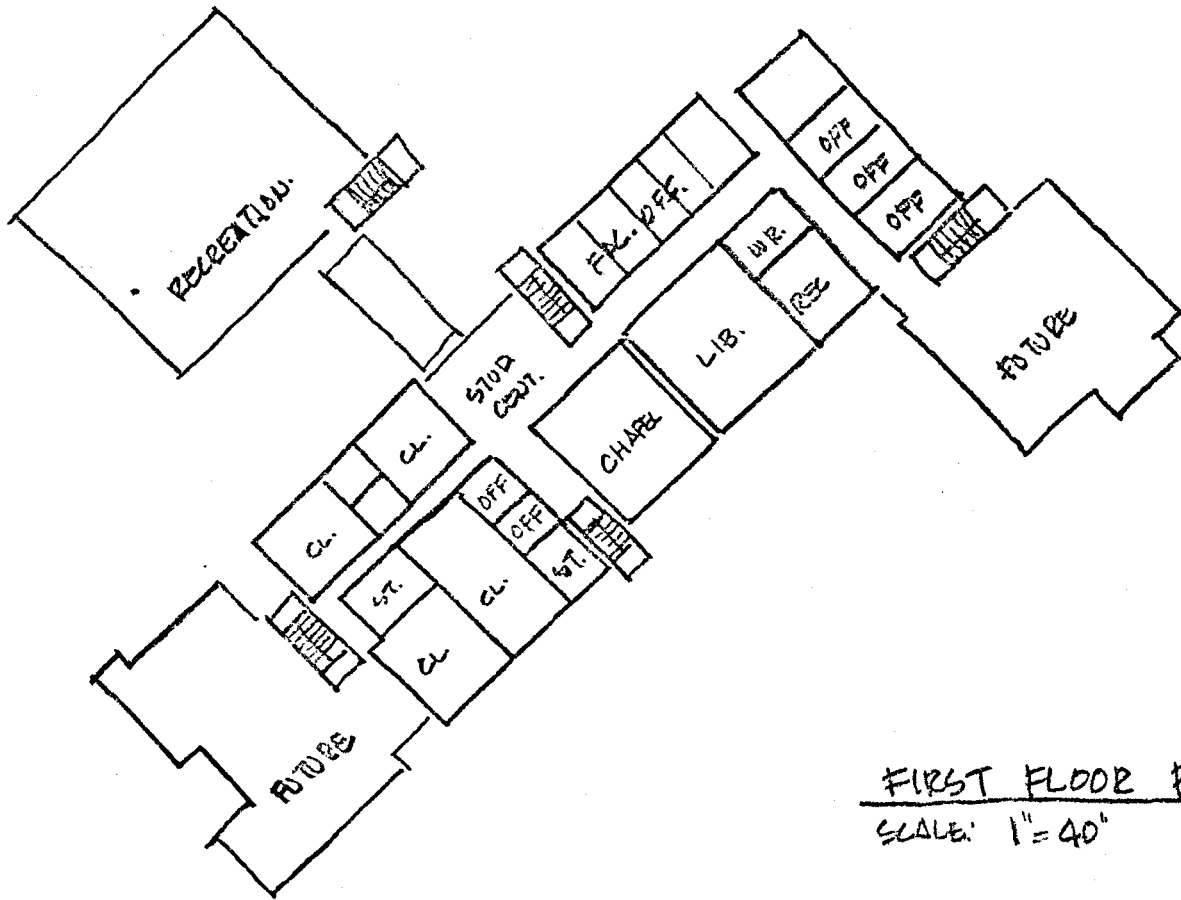 RECREATION.
OFF
OFF
OFF
FAC. OFF.
W.R.
REC
LIB.
FUTURE
STUD
CENT.
CHAPEL
CL.
CL.
OFF
OFF
ST.
ST.
CL.
CL.
FUTURE
FIRST FLOOR
SCALE: 1"=40"